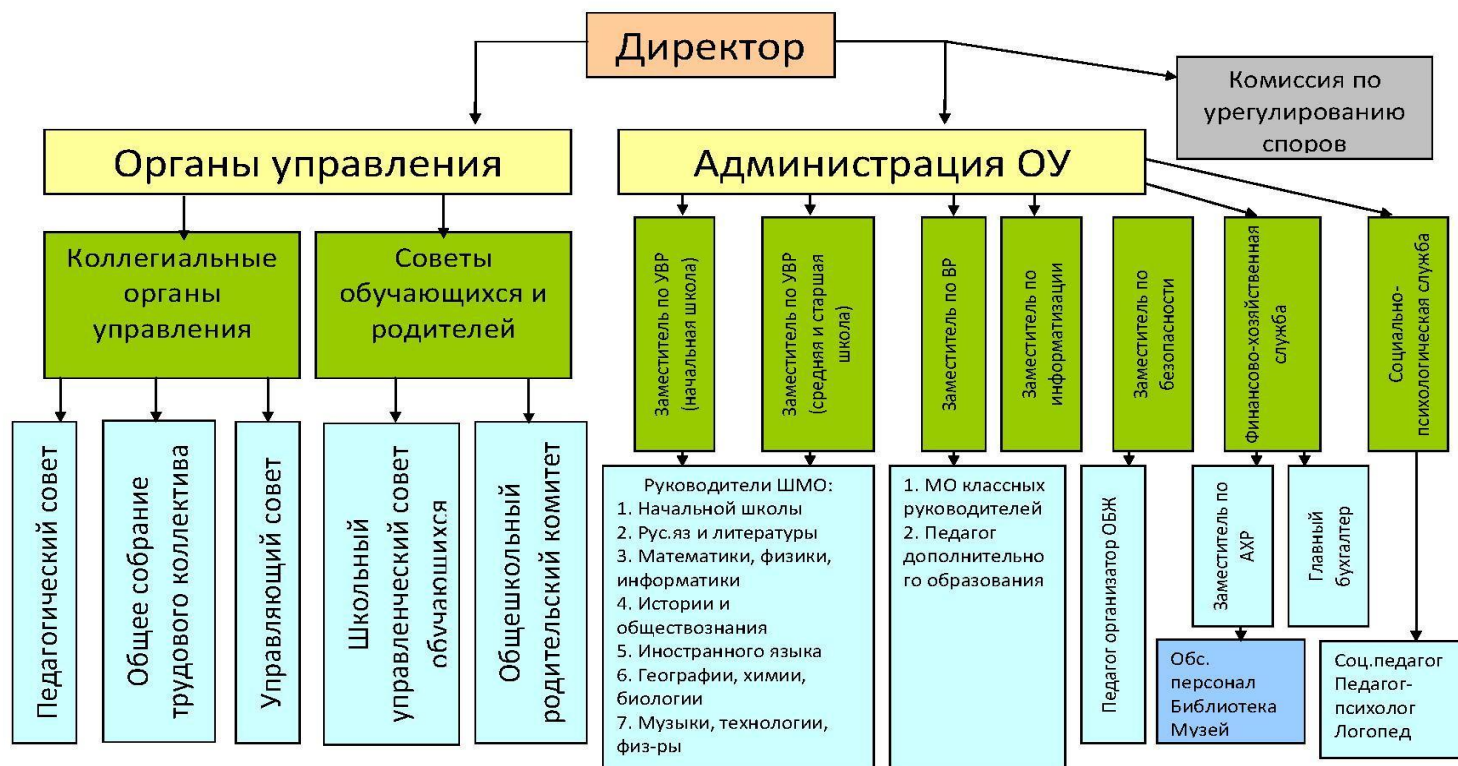 Директор
Комиссия по
урегулированию
споров
Органы управления
Администрация ОУ
Коллегиальные
органы
управления
Советы
обучающихся и
родителей
Заместитель по УВР
(начальная школа)
Заместитель по УВР
(средняя и старшая
школа)
Заместитель по ВР
Заместитель по
информатизации
Заместитель по
безопасности
Финансово-хозяйственная
служба
Социально-
психологическая служба
Педагогический совет
Общее собрание
трудового коллектива
Управляющий совет
Школьный
управленческий совет
обучающихся
Общешкольный
родительский комитет
Руководители ШМО:
1. Начальной школы
2. Рус.яз и литературы
3. Математики, физики,
информатики
4. Истории и
обществознания
5. Иностранного языка
6. Географии, химии,
биологии
7. Музыки, технологии,
физ-ры
1. МО классных
руководителей
2. Педагог
дополнительно
го образования
Педагог организатор ОБЖ
Заместитель по
АХР
Главный
бухгалтер
Обс.
персонал
Библиотека
Музей
Соц.педагог
Педагог-
психолог
Логопед